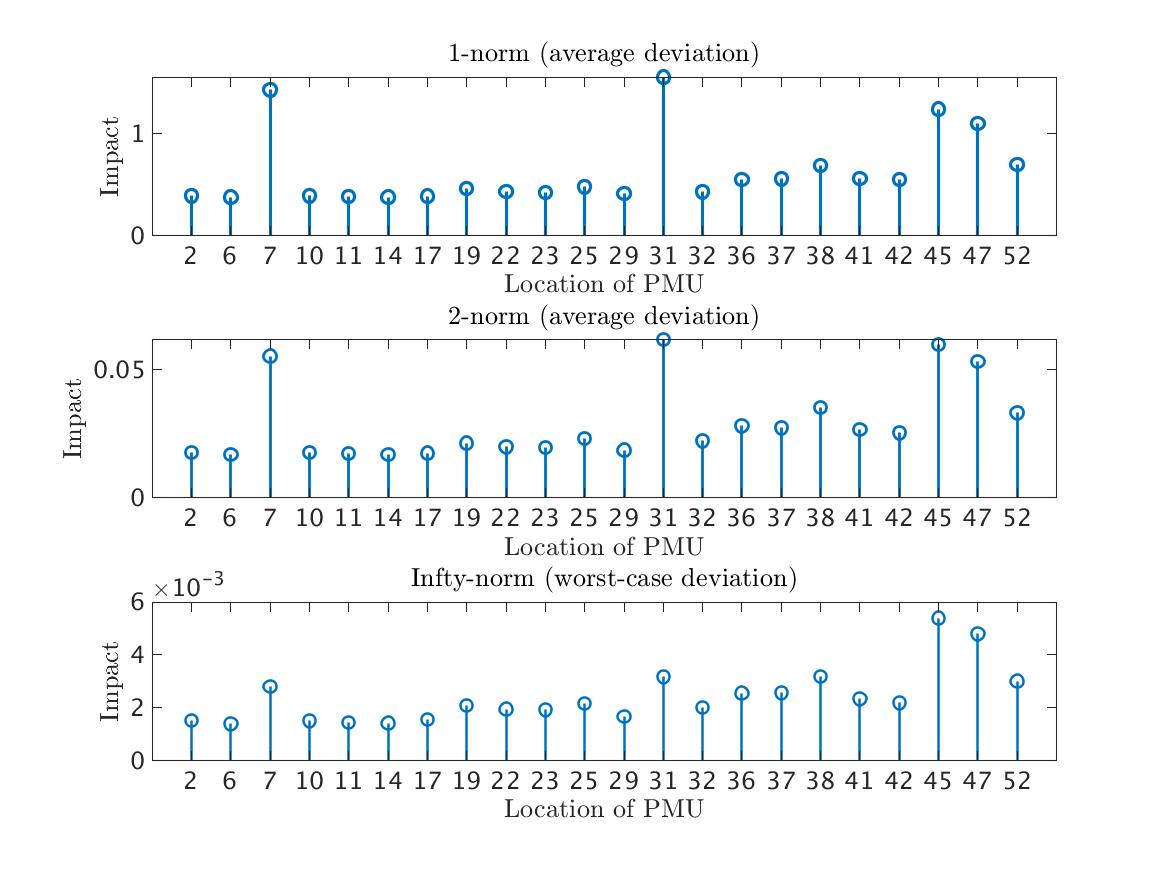 1-norm (average deviation)
1
Impact
0
2 6 7 10 11 14 17 19 22 23 25 29 31 32 36 37 38 41 42 45 47 52
Location of PMU
2-norm (average deviation)
0.05
Impact
0
2 6 7 10 11 14 17 19 22 23 25 29 31 32 36 37 38 41 42 45 47 52
Location of PMU
Infty-norm (worst-case deviation)
×10⁻³
6
4
Impact
2
0
2 6 7 10 11 14 17 19 22 23 25 29 31 32 36 37 38 41 42 45 47 52
Location of PMU